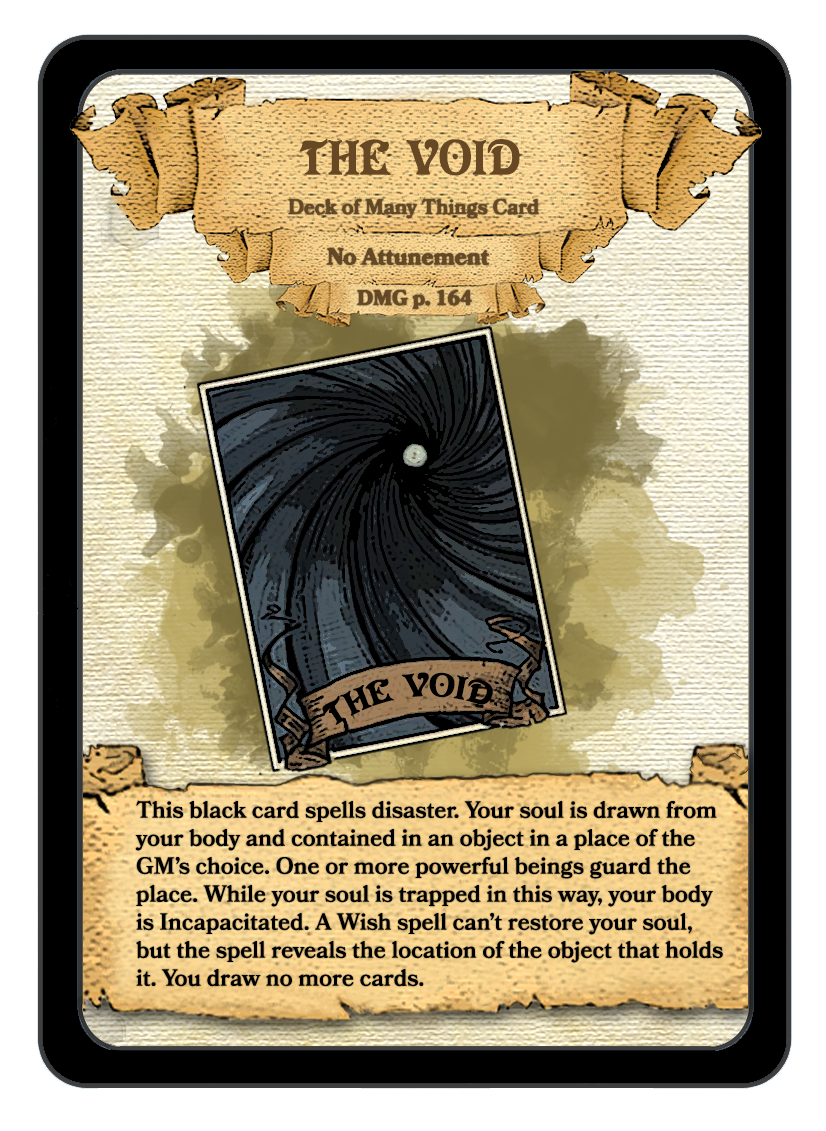 THE VOID
Deck of Many Things Card
No Attunement
DMG p. 164
THE VOID
This black card spells disaster. Your soul is drawn from
your body and contained in an object in a place of the
GM’s choice. One or more powerful beings guard the
place. While your soul is trapped in this way, your body
is Incapacitated. A Wish spell can’t restore your soul,
but the spell reveals the location of the object that holds
it. You draw no more cards.